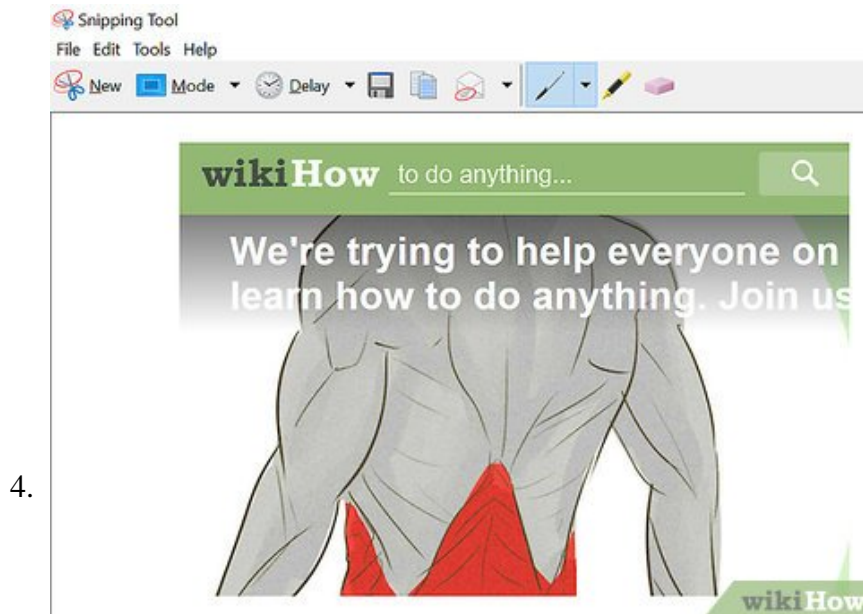 Snipping Tool
File Edit Tools Help
New Mode Delay
wikiHow to do anything...
We're trying to help everyone on
learn how to do anything. Join us
4.
wikiHow